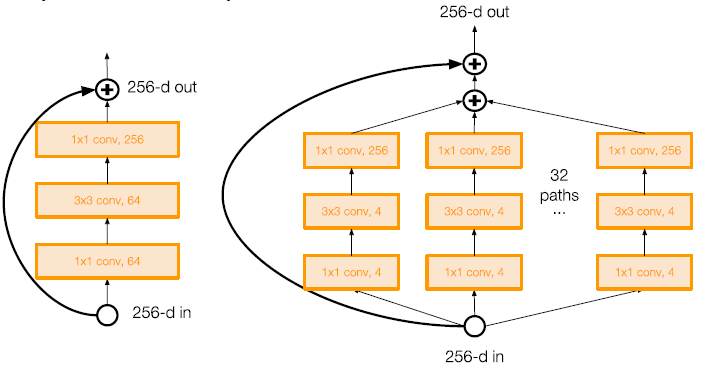 256-d out
1x1 conv, 256
3x3 conv, 64
1x1 conv, 64
256-d in
256-d out
1x1 conv, 256
1x1 conv, 256
1x1 conv, 256
32
paths
...
3x3 conv, 4
3x3 conv, 4
3x3 conv, 4
1x1 conv, 4
1x1 conv, 4
1x1 conv, 4
256-d in